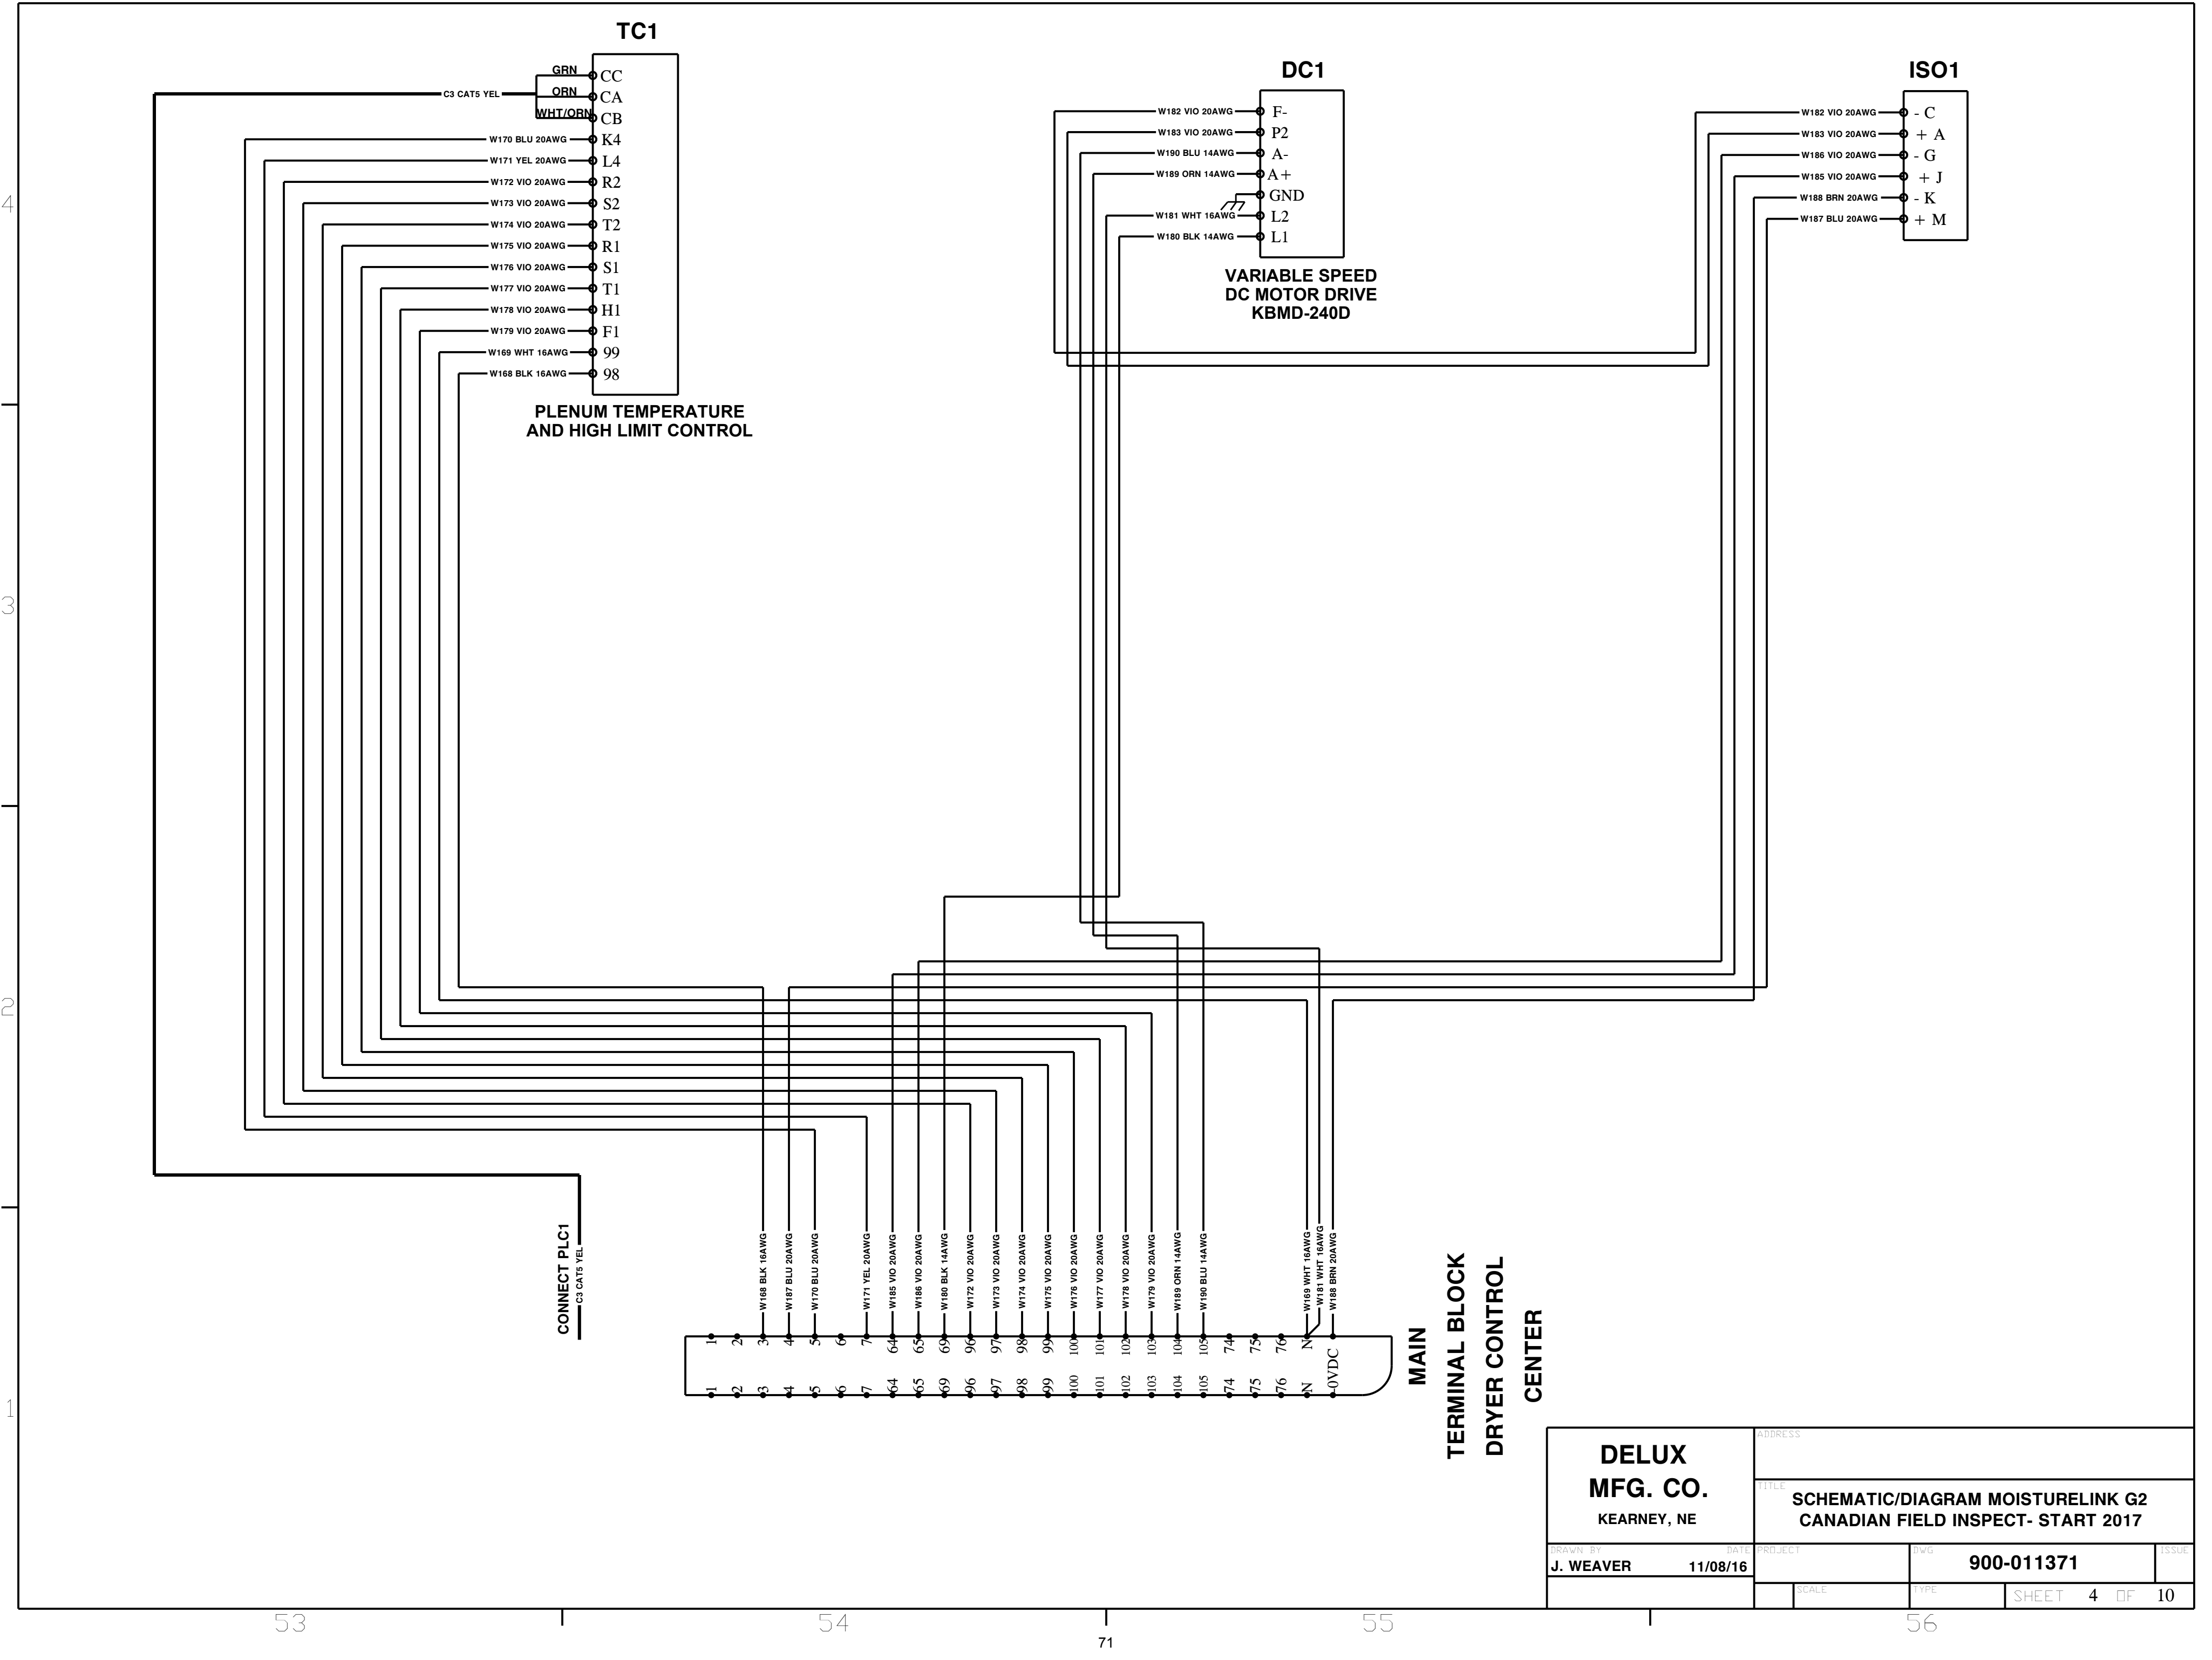 TC1
GRN
CC
C3 CAT5 YEL
ORN
CA
WHT/ORN
CB
W170 BLU 20AWG
K4
W171 YEL 20AWG
L4
W172 VIO 20AWG
R2
W173 VIO 20AWG
S2
W174 VIO 20AWG
T2
W175 VIO 20AWG
R1
W176 VIO 20AWG
S1
W177 VIO 20AWG
T1
W178 VIO 20AWG
H1
W179 VIO 20AWG
F1
W169 WHT 16AWG
99
W168 BLK 16AWG
98
PLENUM TEMPERATURE
AND HIGH LIMIT CONTROL
DC1
W182 VIO 20AWG
F-
W183 VIO 20AWG
P2
W190 BLU 14AWG
A-
W189 ORN 14AWG
A+
GND
W181 WHT 16AWG
L2
W180 BLK 14AWG
L1
VARIABLE SPEED
DC MOTOR DRIVE
KBMD-240D
ISO1
W182 VIO 20AWG
- C
W183 VIO 20AWG
+ A
W186 VIO 20AWG
- G
W185 VIO 20AWG
+ J
W188 BRN 20AWG
- K
W187 BLU 20AWG
+ M
4
3
2
1
CONNECT PLC1
C3 CAT5 YEL
W168 BLK 16AWG
W187 BLU 20AWG
W170 BLU 20AWG
W171 YEL 20AWG
W185 VIO 20AWG
W186 VIO 20AWG
W180 BLK 14AWG
W172 VIO 20AWG
W173 VIO 20AWG
W174 VIO 20AWG
W175 VIO 20AWG
W176 VIO 20AWG
W177 VIO 20AWG
W178 VIO 20AWG
W179 VIO 20AWG
W189 ORN 14AWG
W190 BLU 14AWG
W169 WHT 16AWG
W181 WHT 16AWG
W188 BRN 20AWG
1 2 3 4 5 6 7 64 65 69 96 97 98 99 100 101 102 103 104 105 74 75 76 N
1 2 3 4 5 6 7 64 65 69 96 97 98 99 100 101 102 103 104 105 74 75 76 N -0VDC
MAIN
TERMINAL BLOCK
DRYER CONTROL
CENTER
DELUX
MFG. CO.
KEARNEY, NE
ADDRESS
TITLE
SCHEMATIC/DIAGRAM MOISTURELINK G2
CANADIAN FIELD INSPECT- START 2017
DRAWN BY
DATE
J. WEAVER
11/08/16
PROJECT
DWG
900-011371
ISSUE
SCALE
TYPE
SHEET 4 OF 10
53
54
55
56
71